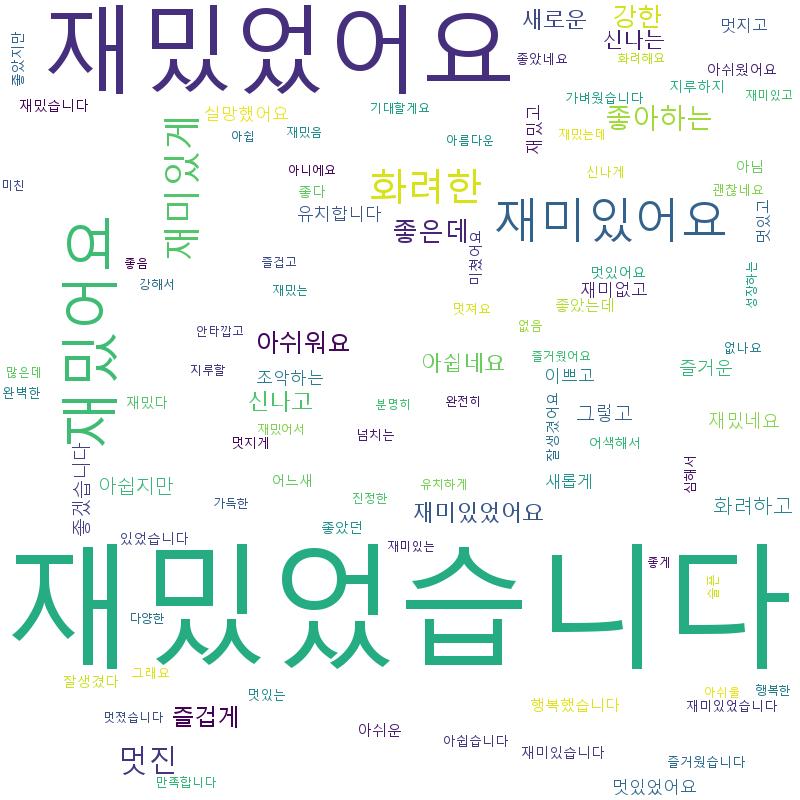 재밌었어요
새로운
강한
멋지고
좋았지만
신나는
좋았네요
화려해요
아쉬웠어요
재밌습니다
실망했어요
기대할게요
가벼웠습니다
지루하지
재미있고
재미있게
아쉽
재밌음
아름다운
재밌고
재밌는데
좋아하는
아니에요
신나게
아님
미친
좋다
화려한
괜찮네요
유치합니다
좋은데
재미있어요
멋있고
재밌어요
좋음
즐겁고
미쳤어요
강해서
재밌는
멋있어요
재미없고
성장하는
멋져요
좋았는데
안타깝고
아쉬워요
없음
없나요
많은데
지루할
조악하는
아쉽네요
즐거웠어요
이쁘고
즐거운
완벽한
재밌다
신나고
분명히
완전히
잘생겼어요
그렇고
재밌네요
재밌어서
멋지게
넘치는
어색해서
좋겠습니다
아쉽지만
어느새
유치하게
새롭게
심해서
가득한
진정한
재미있었어요
화려하고
있었습니다
좋았던
재미있는
좋게
재밌었습니다
슬픈
다양한
잘생겼다
그래요
멋있는
행복했습니다
아쉬울
행복한
재미있었습니다
멋졌습니다
즐겁게
아쉬운
아쉽습니다
재미있습니다
멋진
즐거웠습니다
만족합니다
멋있었어요